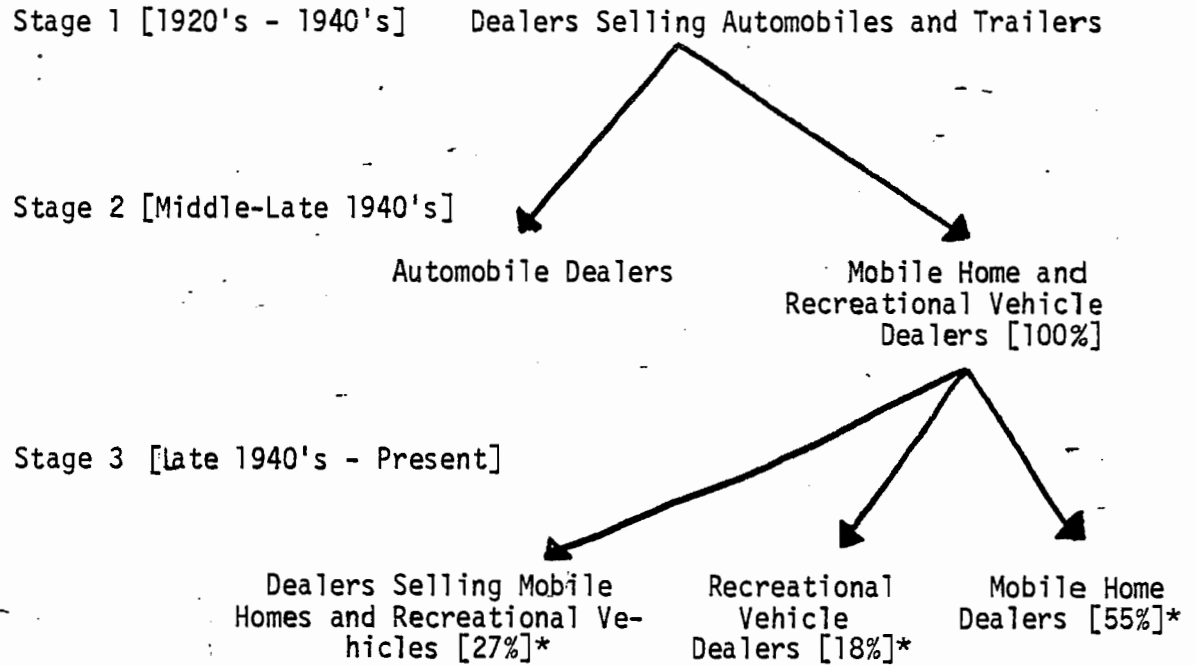 Stage 1 [1920's - 1940's] Dealers Selling Automobiles and Trailers
Stage 2 [Middle-Late 1940's]
Automobile Dealers
Mobile Home and
Recreational Vehicle
Dealers [100%]
Stage 3 [Late 1940's - Present]
Dealers Selling Mobile
Homes and Recreational Ve-
hicles [27%]*
Recreational
Vehicle
Dealers [18%]*
Mobile Home
Dealers [55%]*